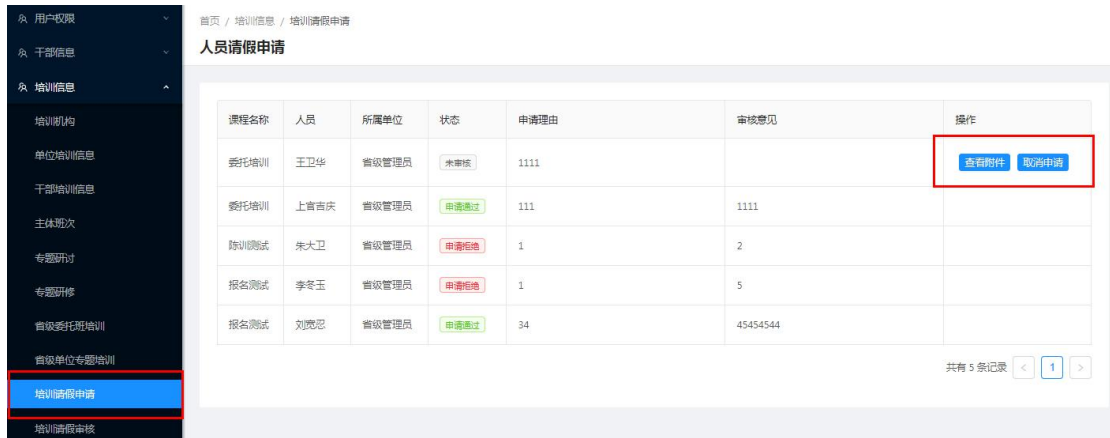 用户权限
干部信息
培训信息
培训机构
单位培训信息
干部培训信息
主体班次
专题研讨
专题研修
省级委托班培训
省级单位专题培训
培训请假申请
培训请假审核
首页 / 培训信息 / 培训请假申请
人员请假申请
课程名称 人员 所属单位 状态 申请理由 审核意见 操作
委托培训 王卫华 省级管理员 未审核 1111 查看附件 取消申请
委托培训 上官吉庆 省级管理员 申请通过 111 1111
陈训测试 朱大卫 省级管理员 申请拒绝 1 2
报名测试 李冬玉 省级管理员 申请拒绝 1 5
报名测试 刘宽忍 省级管理员 申请通过 34 45454544
共有 5 条记录 < 1 >